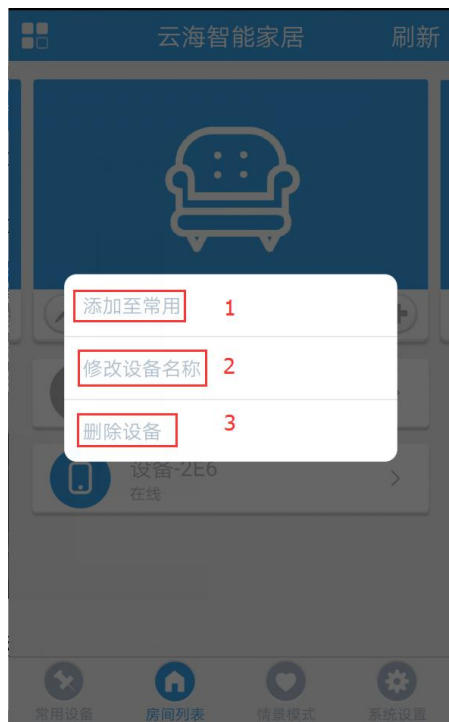 云海智能家居 刷新
添加至常用 1
修改设备名称 2
删除设备 3
设备-2E6
在线
常用设备 房间列表 情景模式 系统设置